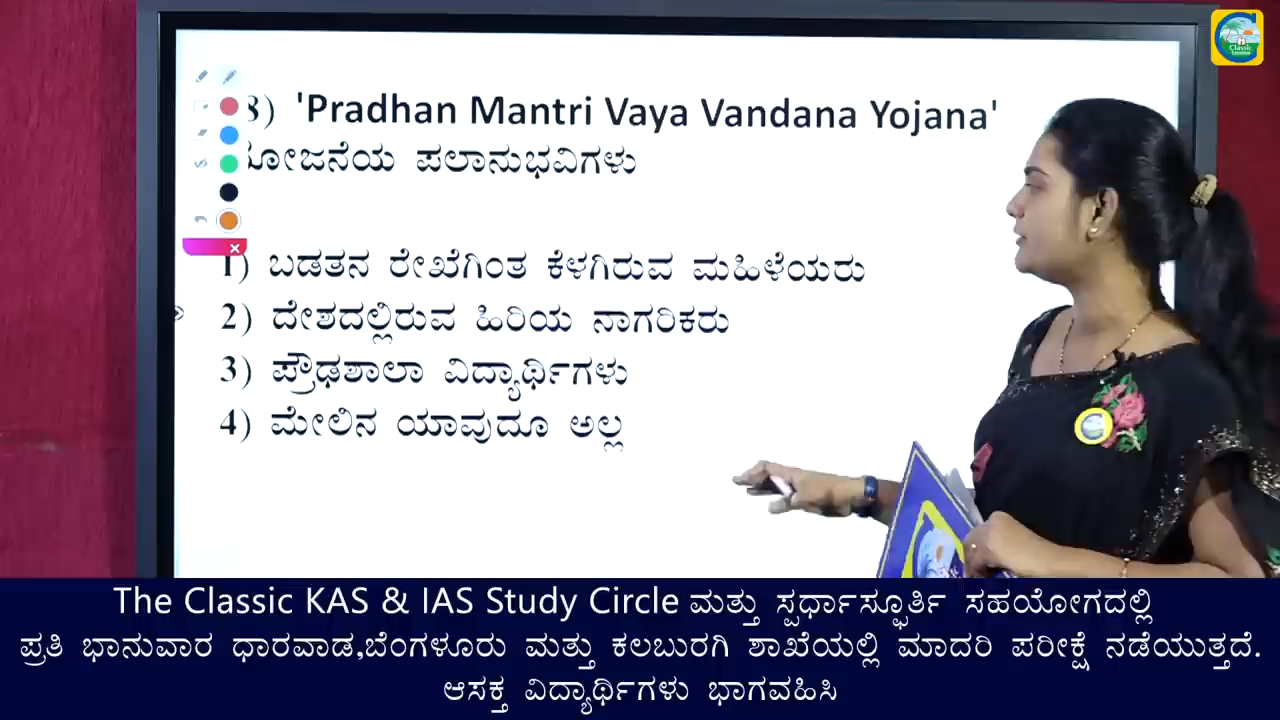 8) 'Pradhan Mantri Vaya Vandana Yojana'
ಯೋಜನೆಯ ಪಲಾನುಭವಿಗಳು
1) ಬಡತನ ರೇಖೆಗಿಂತ ಕೆಳಗಿರುವ ಮಹಿಳೆಯರು
2) ದೇಶದಲ್ಲಿರುವ ಹಿರಿಯ ನಾಗರಿಕರು
3) ಪ್ರೌಢಶಾಲಾ ವಿದ್ಯಾರ್ಥಿಗಳು
4) ಮೇಲಿನ ಯಾವುದೂ ಅಲ್ಲ
Classic
The Classic KAS & IAS Study Circle ಮತ್ತು ಸ್ಪರ್ಧಾಸ್ಫೂರ್ತಿ ಸಹಯೋಗದಲ್ಲಿ
ಪ್ರತಿ ಭಾನುವಾರ ಧಾರವಾಡ,ಬೆಂಗಳೂರು ಮತ್ತು ಕಲಬುರಗಿ ಶಾಖೆಯಲ್ಲಿ ಮಾದರಿ ಪರೀಕ್ಷೆ ನಡೆಯುತ್ತದೆ.
ಆಸಕ್ತ ವಿದ್ಯಾರ್ಥಿಗಳು ಭಾಗವಹಿಸಿ